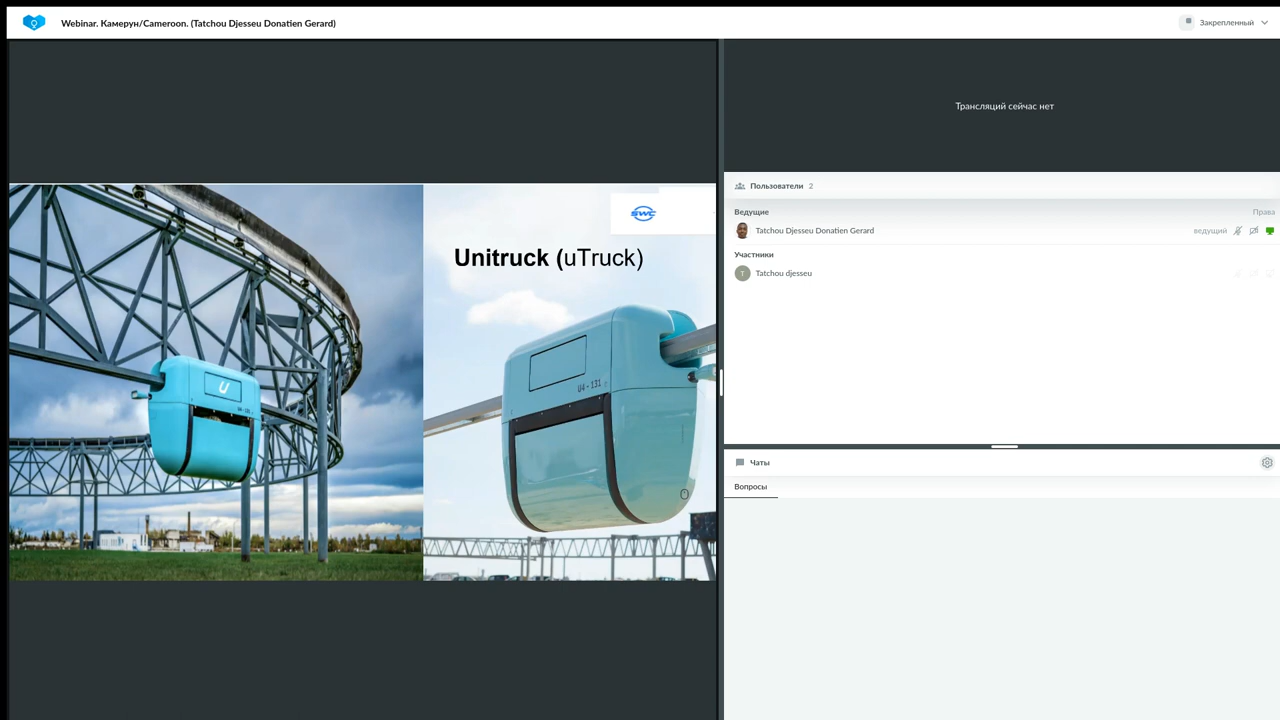 Webinar. Камерун/Cameroon. (Tatchou Djesseu Donatien Gerard)
Закрепленный
Трансляций сейчас нет
SWC
Unitruck (uTruck)
U
U4-131
Пользователи 2
Ведущие
Права
Tatchou Djesseu Donatien Gerard
ведущий
Участники
T
Tatchou djesseu
Чаты
Вопросы